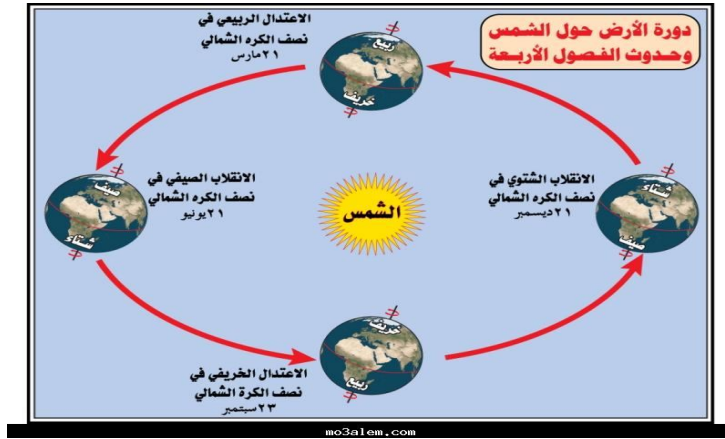 دورة الأرض حول الشمس
وحدوث الفصول الأربعة
الاعتدال الربيعي في
نصف الكره الشمالي
٢١ مارس
ربيع
خريف
الانقلاب الشتوي في
نصف الكره الشمالي
٢١ ديسمبر
شتاء
صيف
الشمس
الانقلاب الصيفي في
نصف الكره الشمالي
٢١ يونيو
صيف
شتاء
خريف
ربيع
الاعتدال الخريفي في
نصف الكرة الشمالي
٢٣ سبتمبر
mo3alem.com